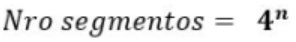 Nro segmentos = 4ⁿ